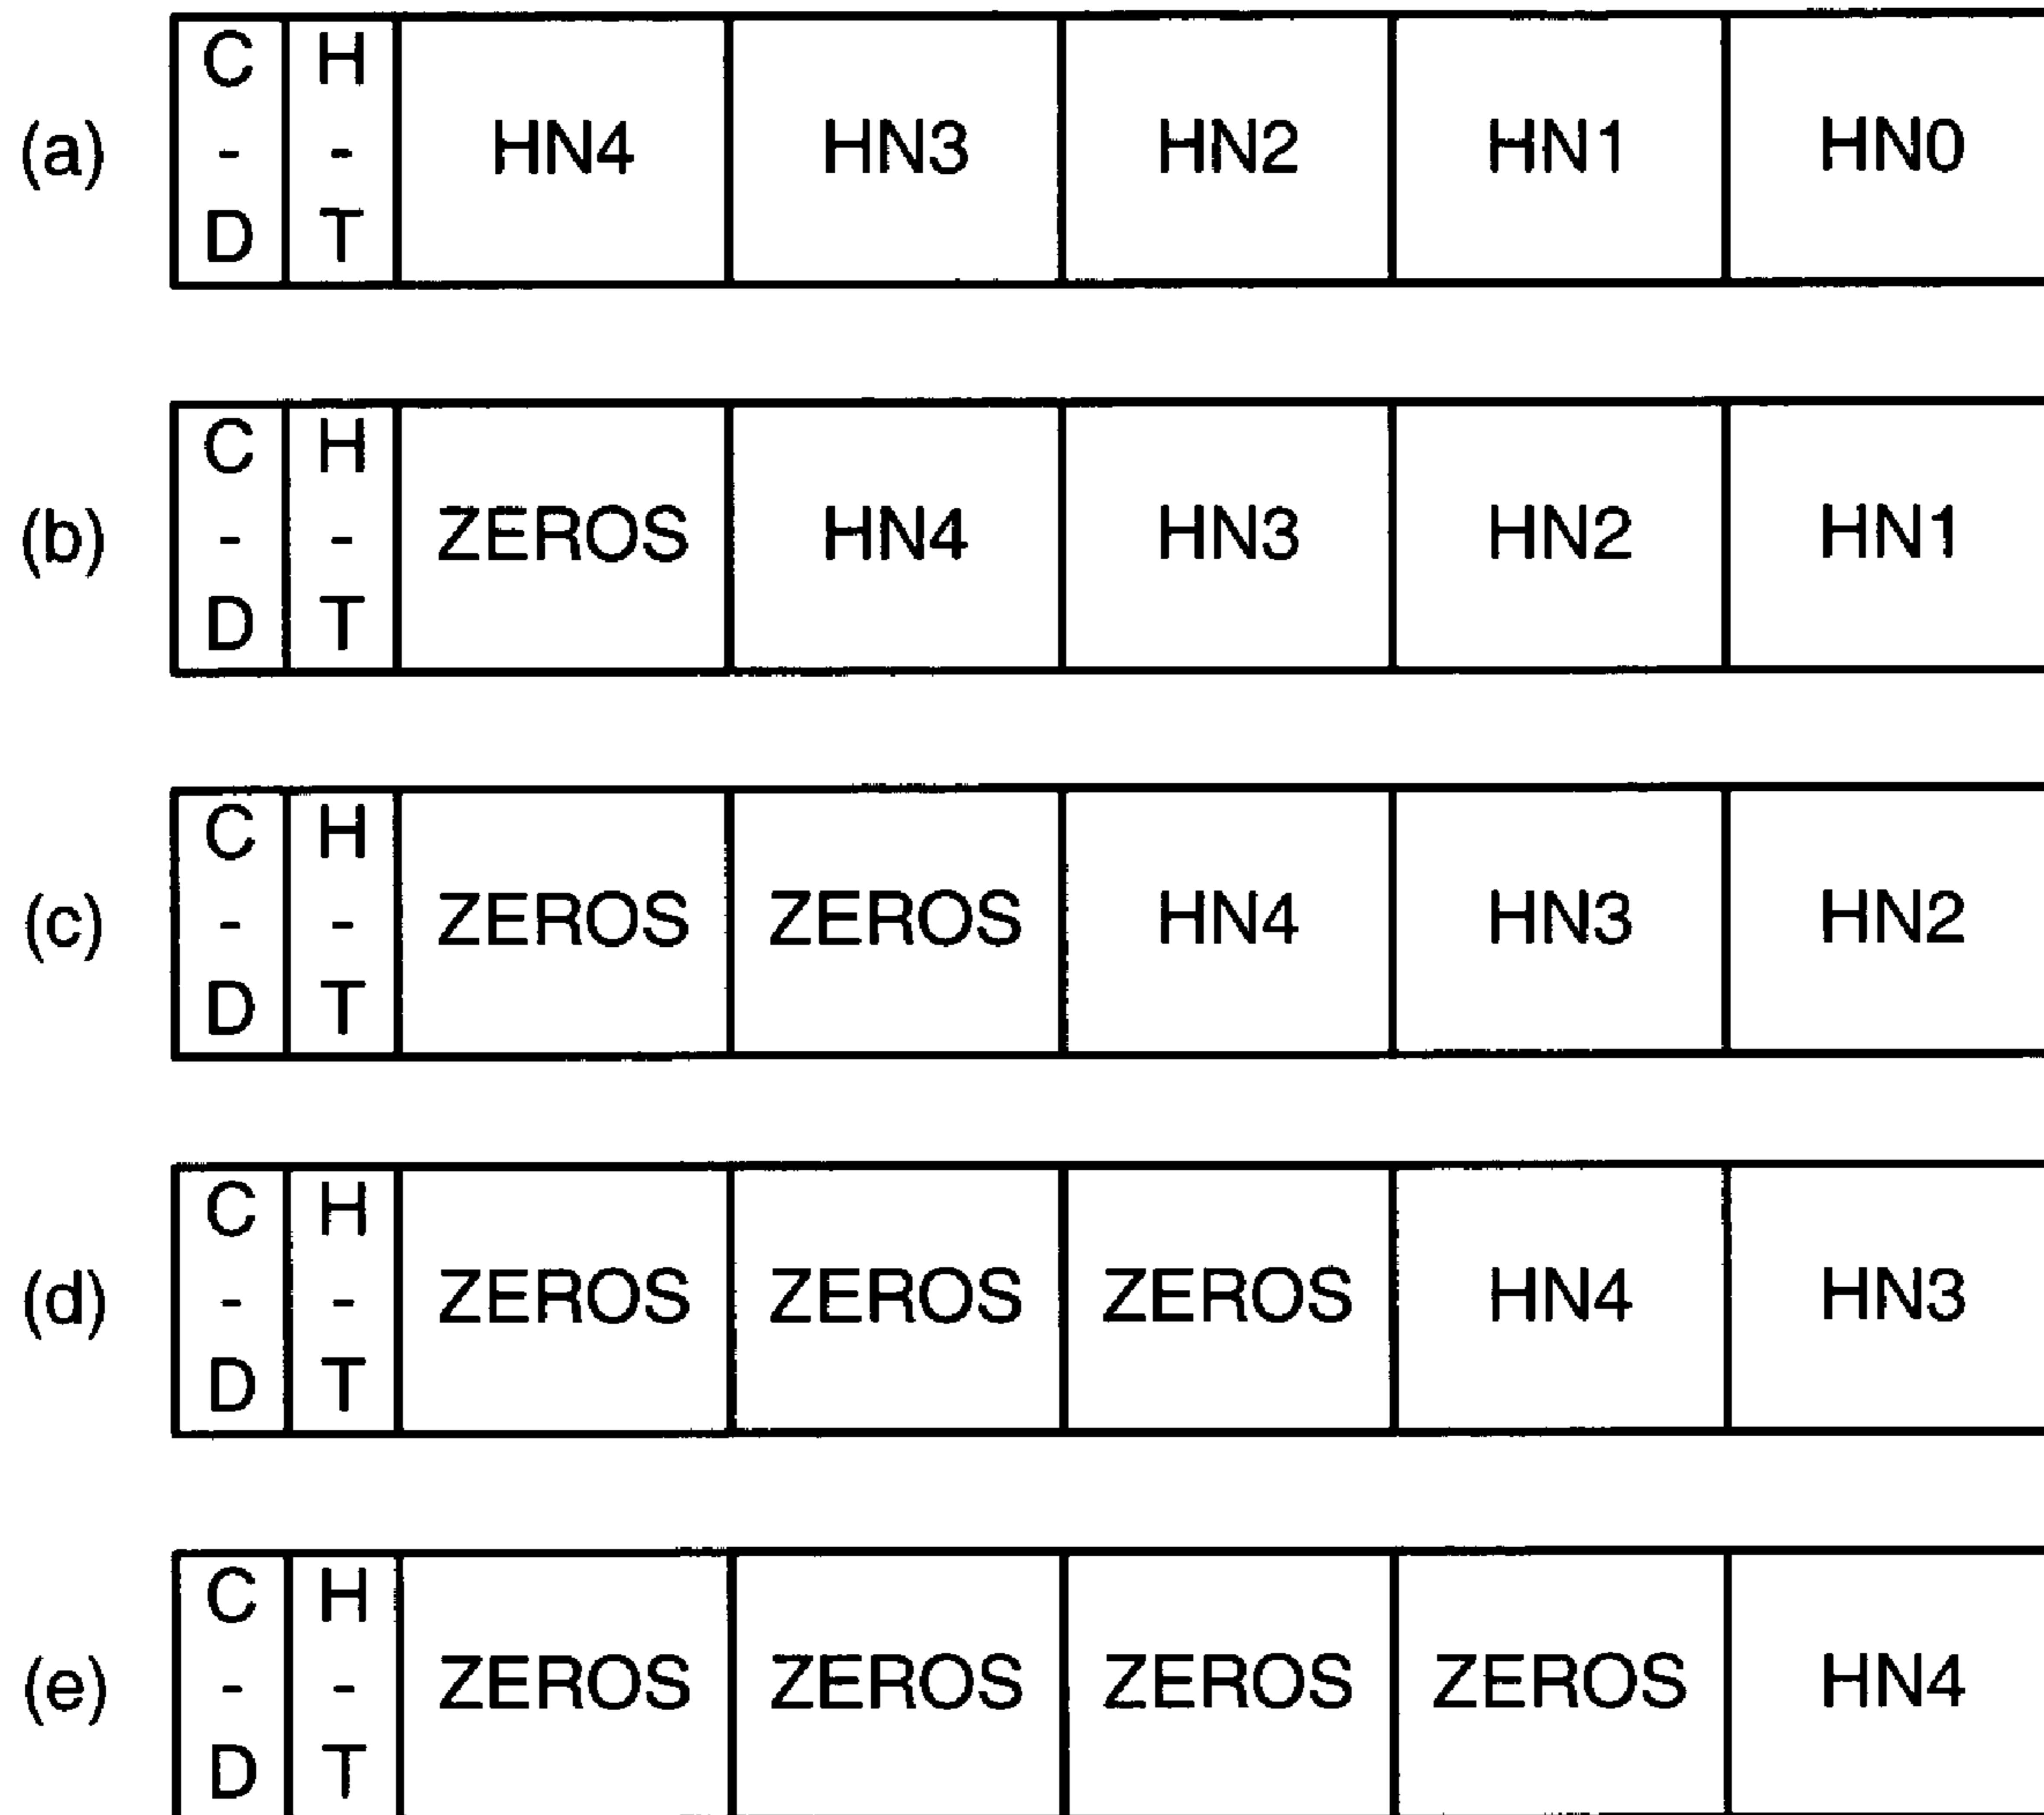 C H
(a) - - HN4 HN3 HN2 HN1 HN0
D T
C H
(b) - - ZEROS HN4 HN3 HN2 HN1
D T
C H
(c) - - ZEROS ZEROS HN4 HN3 HN2
D T
C H
(d) - - ZEROS ZEROS ZEROS HN4 HN3
D T
C H
(e) - - ZEROS ZEROS ZEROS ZEROS HN4
D T